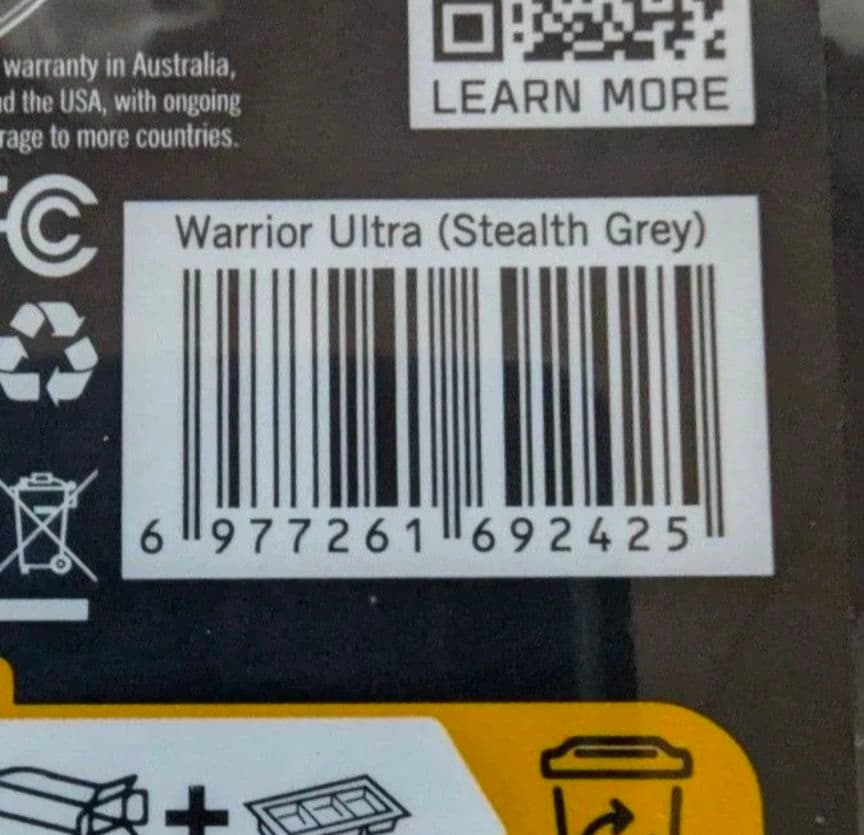 warranty in Australia,
the USA, with ongoing
to more countries.
LEARN MORE
FC
Warrior Ultra (Stealth Grey)
6 977261 692425